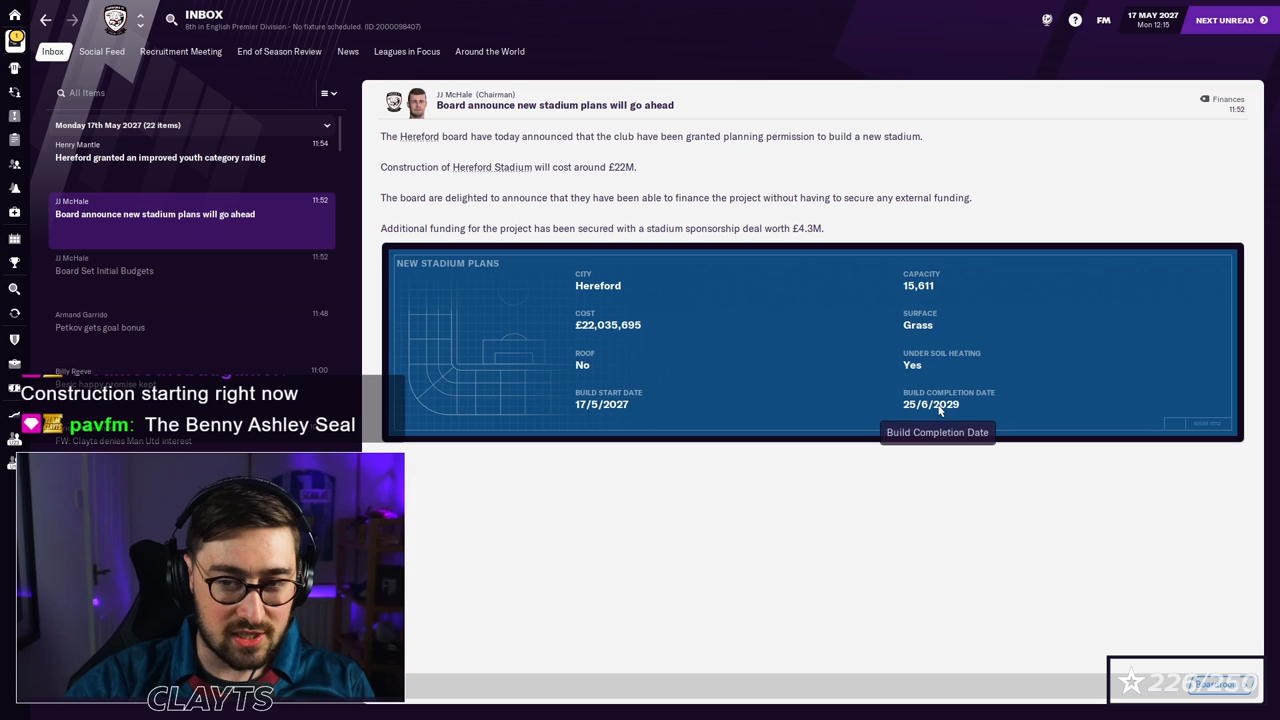 INBOX
8th in English Premier Division - No fixture scheduled. (ID:2000098407)
FM
17 MAY 2027
Mon 12:15
NEXT UNREAD
1
Inbox
Social Feed
Recruitment Meeting
End of Season Review
News
Leagues in Focus
Around the World
All Items
Monday 17th May 2027 (22 items)
Henry Mantle 11:54
Hereford granted an improved youth category rating
JJ McHale 11:52
Board announce new stadium plans will go ahead
JJ McHale 11:52
Board Set Initial Budgets
Armand Garrido 11:48
Petkov gets goal bonus
Billy Reeve 11:00
happy promise kept
Construction starting right now
pavfm: The Benny Ashley Seal
FW: Clayts denies Man Utd interest
JJ McHale (Chairman)
Board announce new stadium plans will go ahead
Finances
11:52
The Hereford board have today announced that the club have been granted planning permission to build a new stadium.
Construction of Hereford Stadium will cost around £22M.
The board are delighted to announce that they have been able to finance the project without having to secure any external funding.
Additional funding for the project has been secured with a stadium sponsorship deal worth £4.3M.
NEW STADIUM PLANS
CITY
Hereford
CAPACITY
15,611
COST
£22,035,695
SURFACE
Grass
ROOF
No
UNDER SOIL HEATING
Yes
BUILD START DATE
17/5/2027
BUILD COMPLETION DATE
25/6/2029
Build Completion Date
CLAYTS
226/250